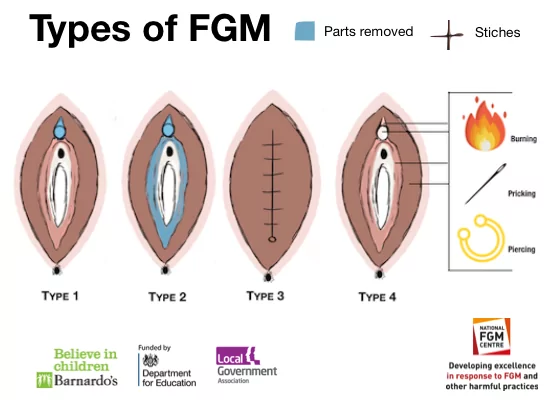 Types of FGM
Parts removed
Stiches
Burning
Pricking
Piercing
TYPE 1
TYPE 2
TYPE 3
TYPE 4
Believe in
children
Barnardo's
Funded by
Department
for Education
Local
Government
Association
NATIONAL
FGM
CENTRE
Developing excellence
in response to FGM and
other harmful practices